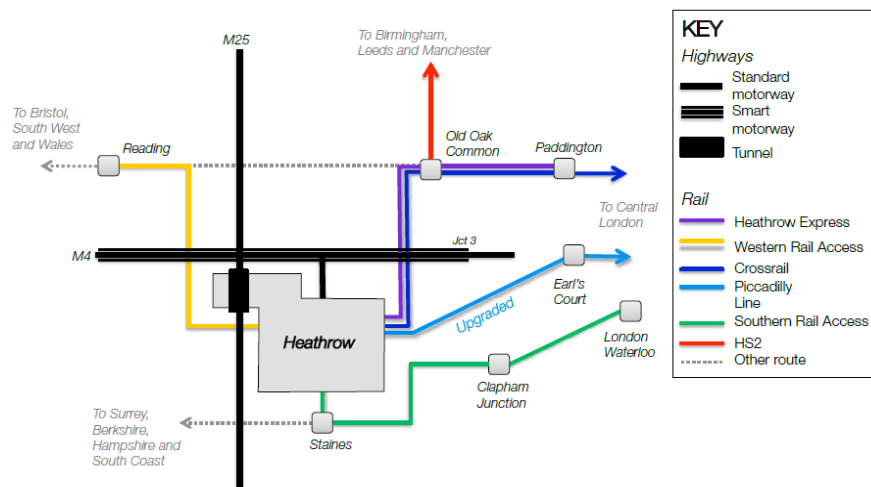 M25
To Birmingham,
Leeds and Manchester
To Bristol,
South West
and Wales
Reading
Old Oak
Common
Paddington
To Central
London
M4
Jct 3
Earl's
Court
Upgraded
Heathrow
London
Waterloo
Clapham
Junction
To Surrey,
Berkshire,
Hampshire and
South Coast
Staines
KEY
Highways
Standard
motorway
Smart
motorway
Tunnel
Rail
Heathrow Express
Western Rail Access
Crossrail
Piccadilly
Line
Southern Rail Access
HS2
Other route